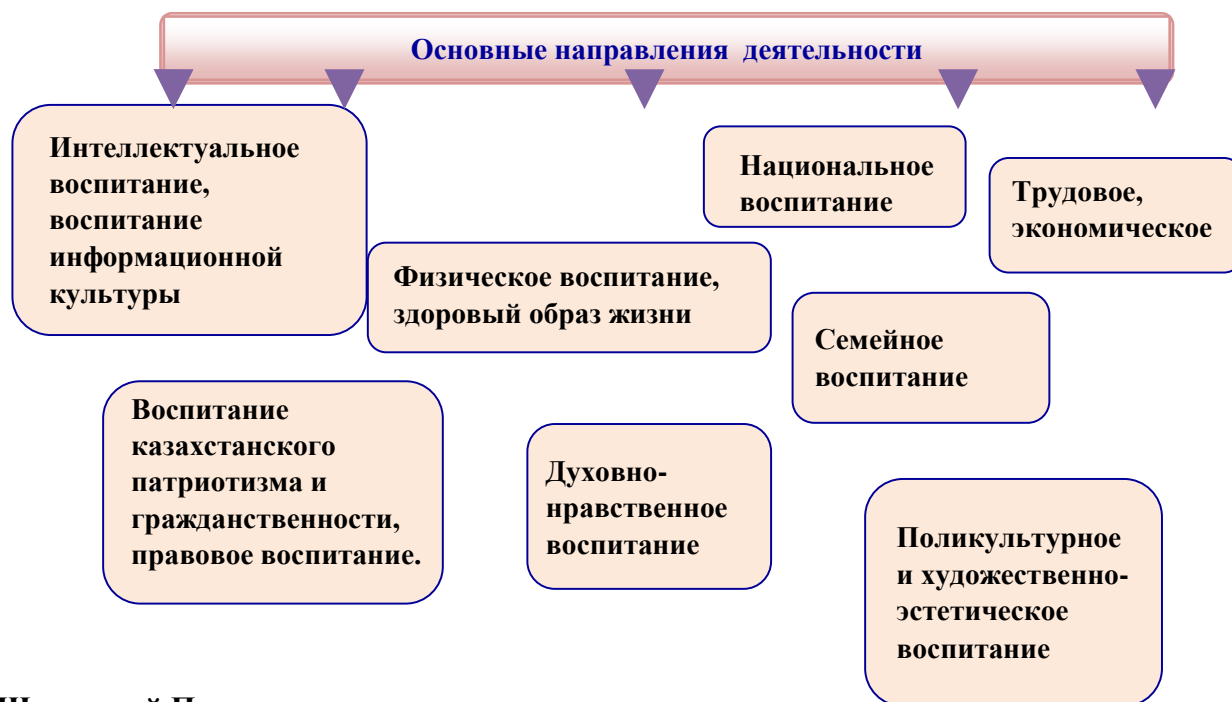 Основные направления деятельности
Интеллектуальное
воспитание,
воспитание
информационной
культуры
Национальное
воспитание
Трудовое,
экономическое
Физическое воспитание,
здоровый образ жизни
Семейное
воспитание
Воспитание
казахстанского
патриотизма и
гражданственности,
правовое воспитание.
Духовно-
нравственное
воспитание
Поликультурное
и художественно-
эстетическое
воспитание